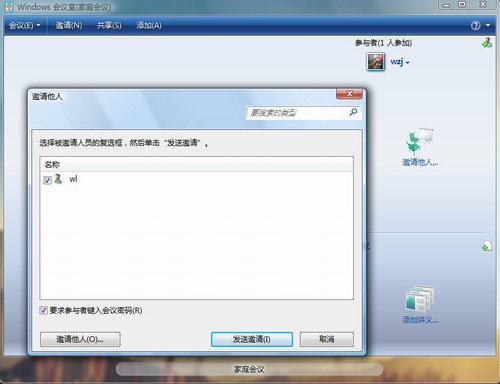 Windows 会议室(家庭会议)
会议(E) 邀请(N) 共享(S) 添加(A)
参与者(1 人参加)
wzj
邀请他人
要搜索的类型
选择被邀请人员的复选框，然后单击“发送邀请”。
名称
wl
邀请他人...
要求参与者键入会议密码(R)
添加讲义...
邀请他人(O)... 发送邀请(I) 取消
家庭会议